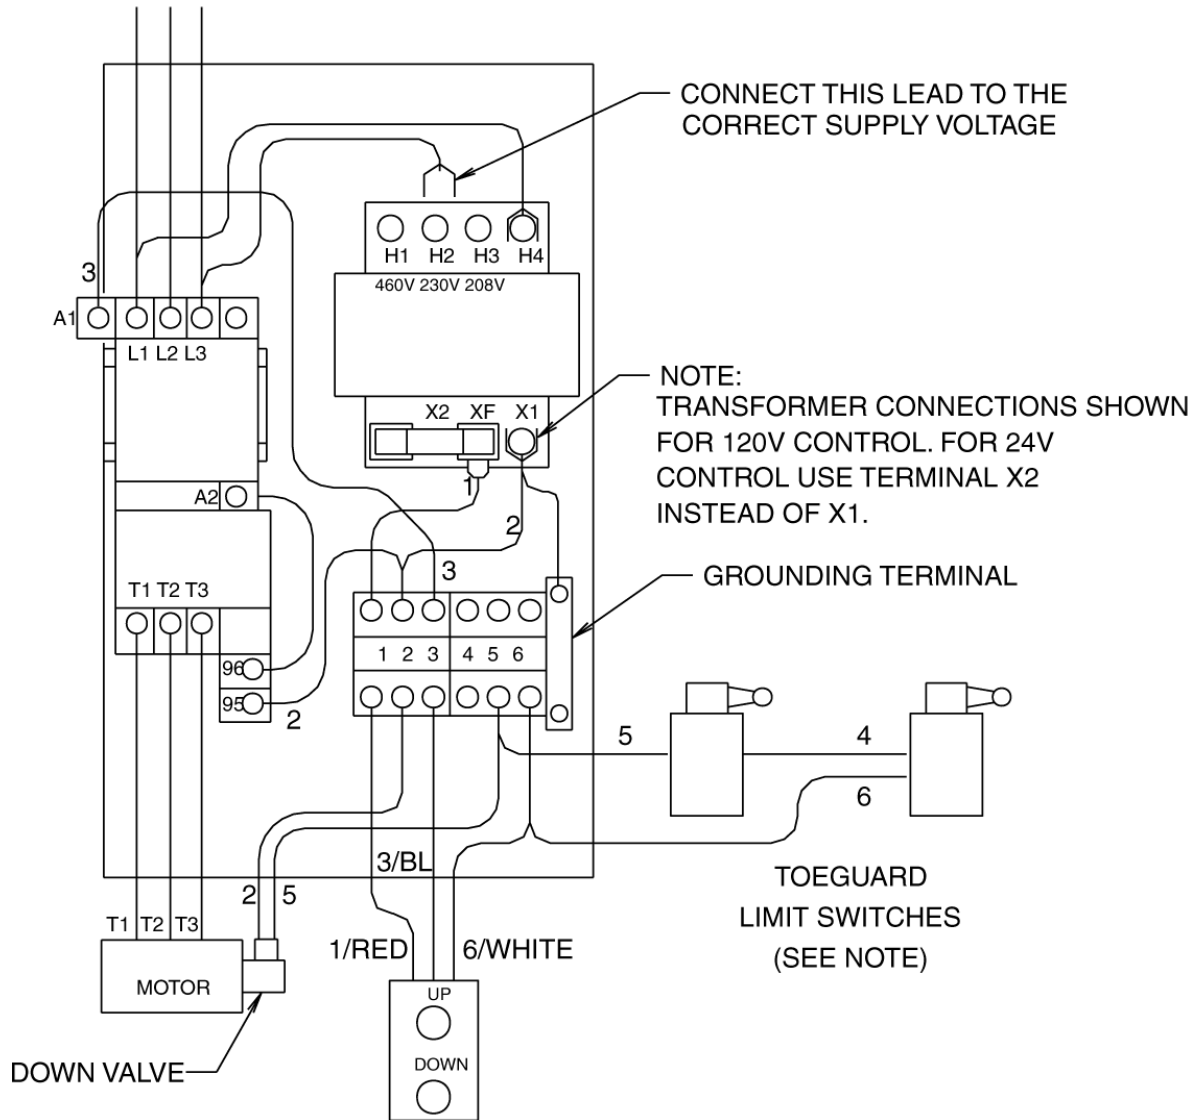 CONNECT THIS LEAD TO THE
CORRECT SUPPLY VOLTAGE
H1 H2 H3 H4
460V 230V 208V
3
A1
L1 L2 L3
X2 XF X1
NOTE:
TRANSFORMER CONNECTIONS SHOWN
FOR 120V CONTROL. FOR 24V
CONTROL USE TERMINAL X2
INSTEAD OF X1.
A2
1
2
3
GROUNDING TERMINAL
T1 T2 T3
1 2 3 4 5 6
96
95
2
5
4
6
TOEGUARD
LIMIT SWITCHES
(SEE NOTE)
3/BL
2 5
T1 T2 T3
1/RED 6/WHITE
MOTOR
UP
DOWN
DOWN VALVE